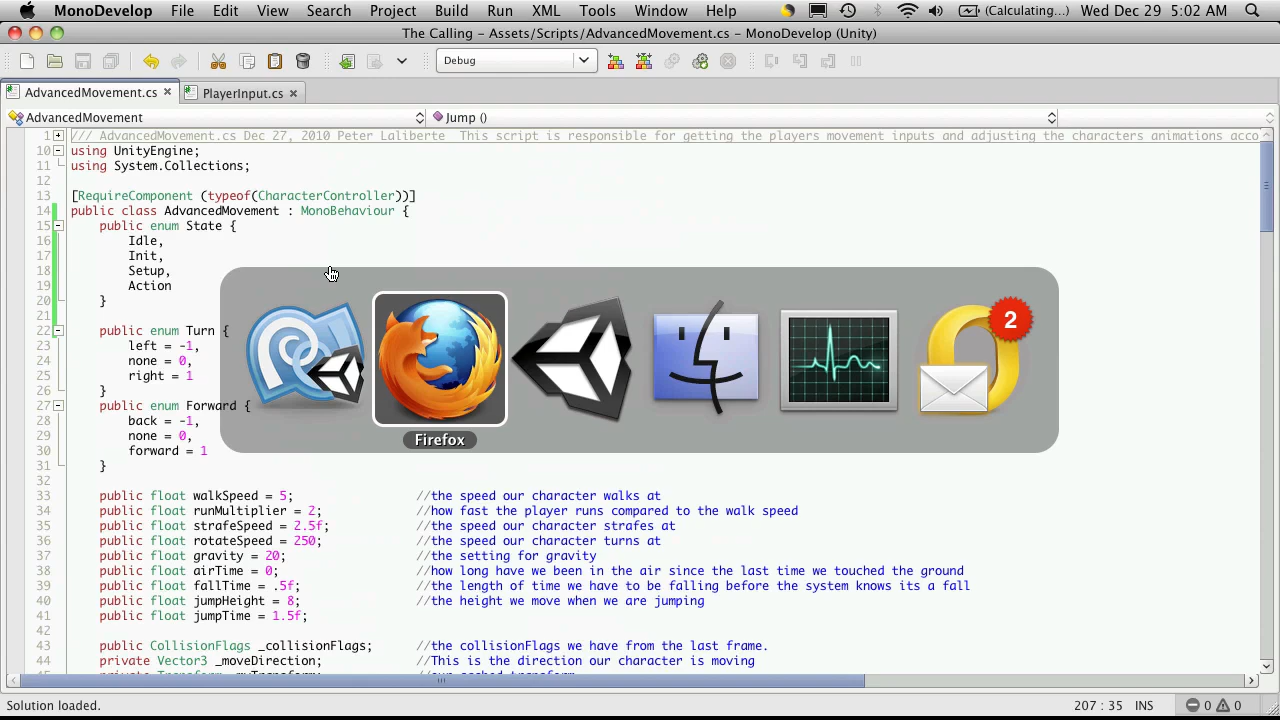 MonoDevelop File Edit View Search Project Build Run XML Tools Window Help (Calculating...) Wed Dec 29 5:02 AM
The Calling – Assets/Scripts/AdvancedMovement.cs – MonoDevelop (Unity)
Debug
AdvancedMovement.cs PlayerInput.cs
AdvancedMovement Jump ()
1 /// AdvancedMovement.cs Dec 27, 2010 Peter Laliberte This script is responsible for getting the players movement inputs and adjusting the characters animations acco
10 using UnityEngine;
11 using System.Collections;
12
13 [RequireComponent (typeof(CharacterController))]
14 public class AdvancedMovement : MonoBehaviour {
15 public enum State {
16 Idle,
17 Init,
18 Setup,
19 Action
20 }
21
22 public enum Turn {
23 left = -1,
24 none = 0,
25 right = 1
26 }
27 public enum Forward {
28 back = -1,
29 none = 0,
30 forward = 1
31 }
32
33 public float walkSpeed = 5; //the speed our character walks at
34 public float runMultiplier = 2; //how fast the player runs compared to the walk speed
35 public float strafeSpeed = 2.5f; //the speed our character strafes at
36 public float rotateSpeed = 250; //the speed our character turns at
37 public float gravity = 20; //the setting for gravity
38 public float airTime = 0; //how long have we been in the air since the last time we touched the ground
39 public float fallTime = .5f; //the length of time we have to be falling before the system knows its a fall
40 public float jumpHeight = 8; //the height we move when we are jumping
41 public float jumpTime = 1.5f;
42
43 public CollisionFlags _collisionFlags; //the collisionFlags we have from the last frame.
44 private Vector3 _moveDirection; //This is the direction our character is moving
2
Firefox
Solution loaded. 207 : 35 INS 0 0